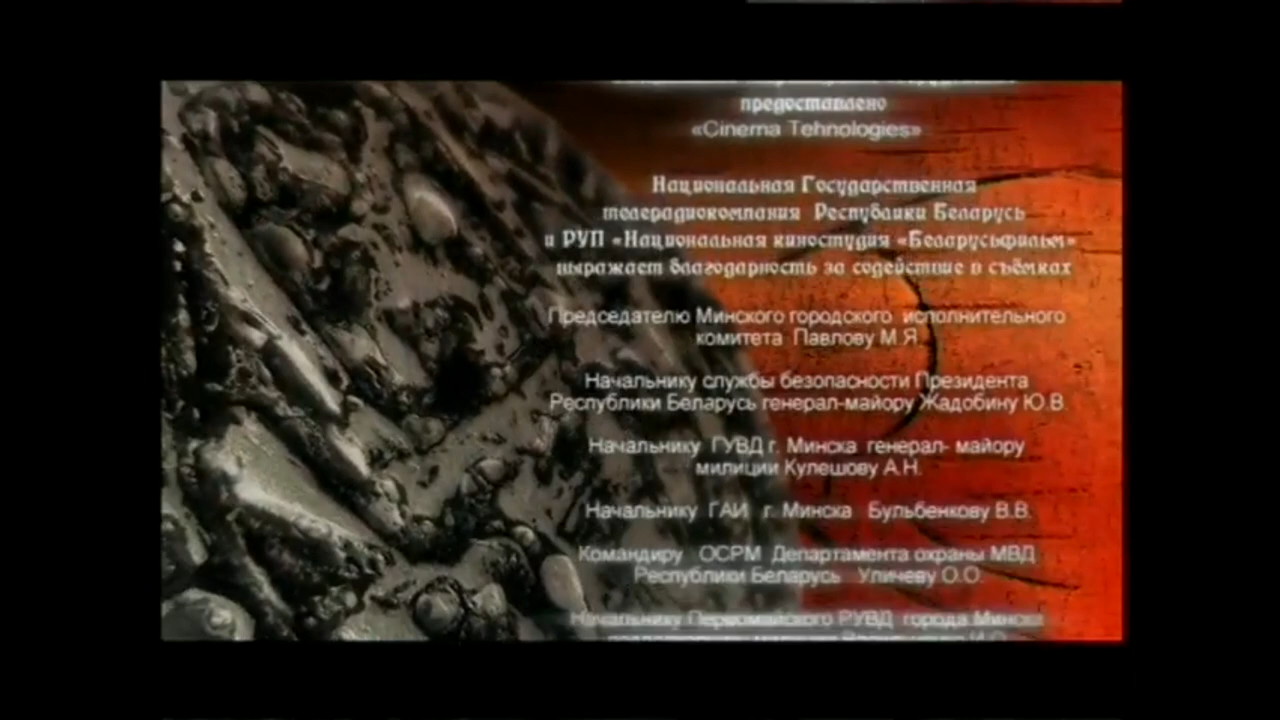 предоставлено
«Cinema Tehnologies»
Национальная Государственная
телерадиокомпания Республики Беларусь
и РУП «Национальная киностудия «Беларусьфильм»
выражает благодарность за содействие в съёмках
Председателю Минского городского исполнительного
комитета Павлову М.Я.
Начальнику службы безопасности Президента
Республики Беларусь генерал-майору Жадобину Ю.В.
Начальнику ГУВД г. Минска генерал- майору
милиции Кулешову А.Н.
Начальнику ГАИ г. Минска Бульбенкову В.В.
Командиру ОСРМ Департамента охраны МВД
Республики Беларусь Уличеву О.О.
Начальнику Первомайского РУВД города Минска